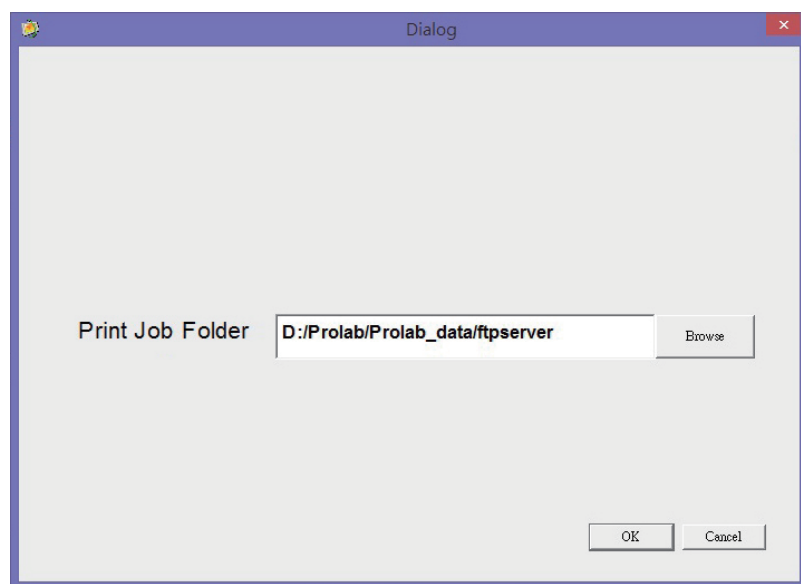 Dialog
Print Job Folder D:/Prolab/Prolab_data/ftpserver Browse
OK Cancel